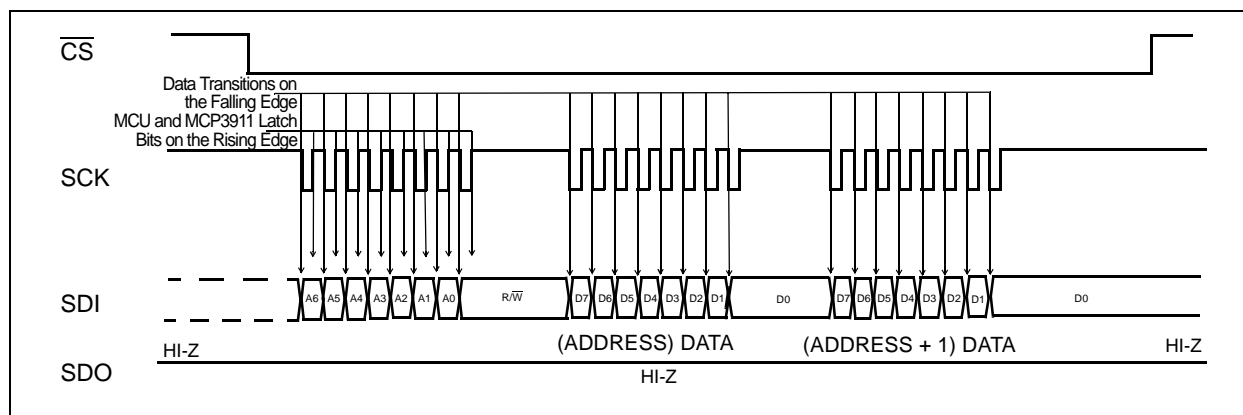 CS
Data Transitions on
the Falling Edge
MCU and MCP3911 Latch
Bits on the Rising Edge
SCK
SDI
A6 A5 A4 A3 A2 A1 A0 R/W D7 D6 D5 D4 D3 D2 D1 D0 D7 D6 D5 D4 D3 D2 D1 D0
(ADDRESS) DATA (ADDRESS + 1) DATA
HI-Z HI-Z
SDO
HI-Z